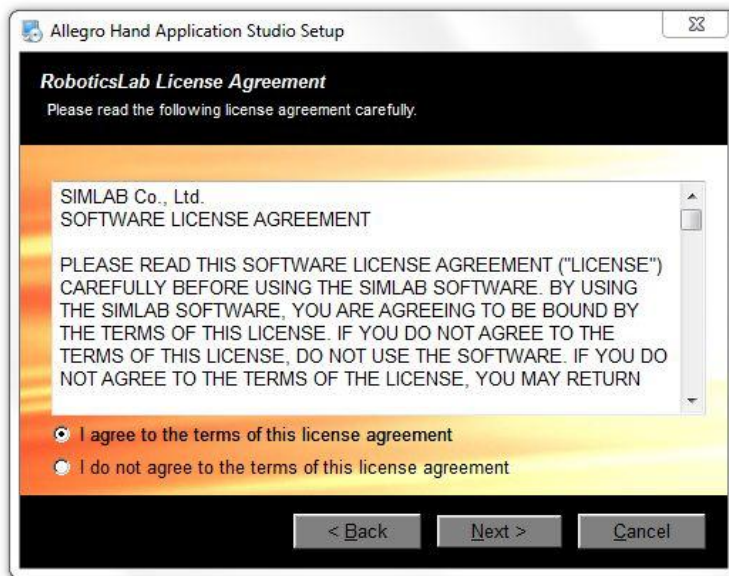 Allegro Hand Application Studio Setup
RoboticsLab License Agreement
Please read the following license agreement carefully.
SIMLAB Co., Ltd.
SOFTWARE LICENSE AGREEMENT
PLEASE READ THIS SOFTWARE LICENSE AGREEMENT ("LICENSE")
CAREFULLY BEFORE USING THE SIMLAB SOFTWARE. BY USING
THE SIMLAB SOFTWARE, YOU ARE AGREEING TO BE BOUND BY
THE TERMS OF THIS LICENSE. IF YOU DO NOT AGREE TO THE
TERMS OF THIS LICENSE, DO NOT USE THE SOFTWARE. IF YOU DO
NOT AGREE TO THE TERMS OF THE LICENSE, YOU MAY RETURN
I agree to the terms of this license agreement
I do not agree to the terms of this license agreement
< Back Next > Cancel